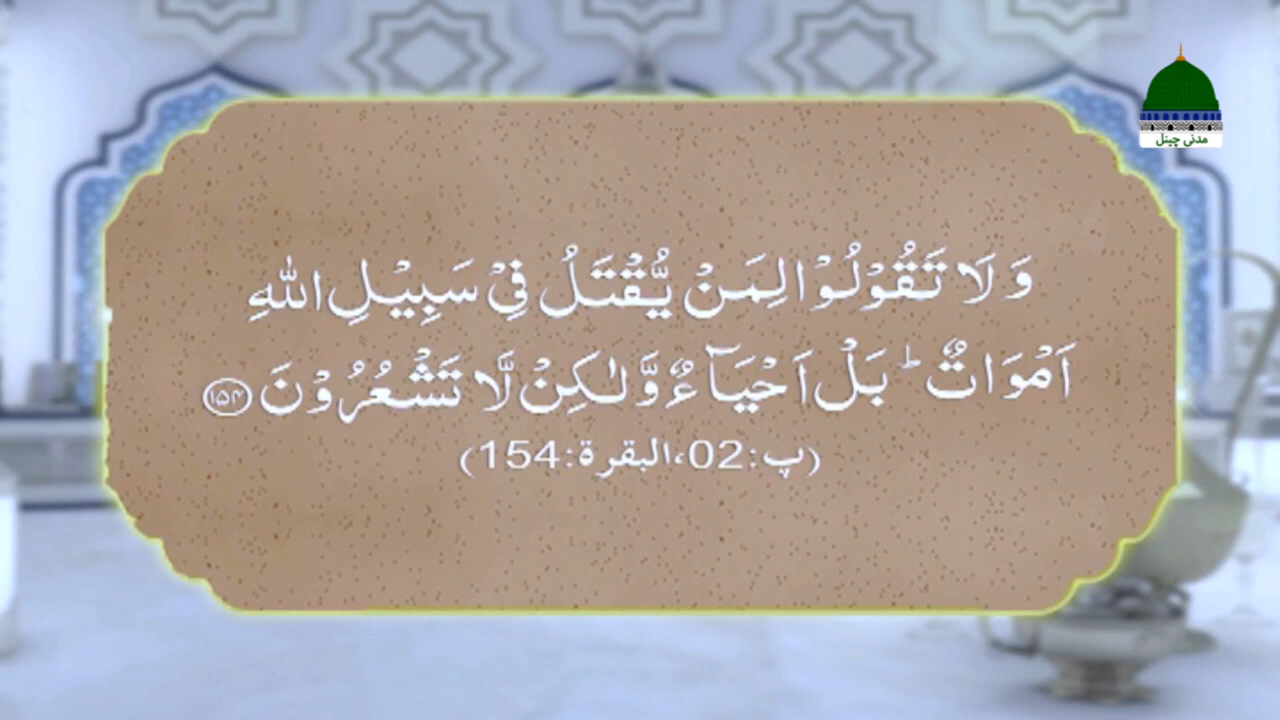 وَ لَا تَقُوْلُوْا لِمَنْ یُّقْتَلُ فِیْ سَبِیْلِ اللّٰهِ
اَمْوَاتٌؕ بَلْ اَحْیَآءٌ وَّ لٰكِنْ لَّا تَشْعُرُوْنَ ﴿۱۵۴﴾
(پ:02،البقرۃ:154)
مدنی چینل